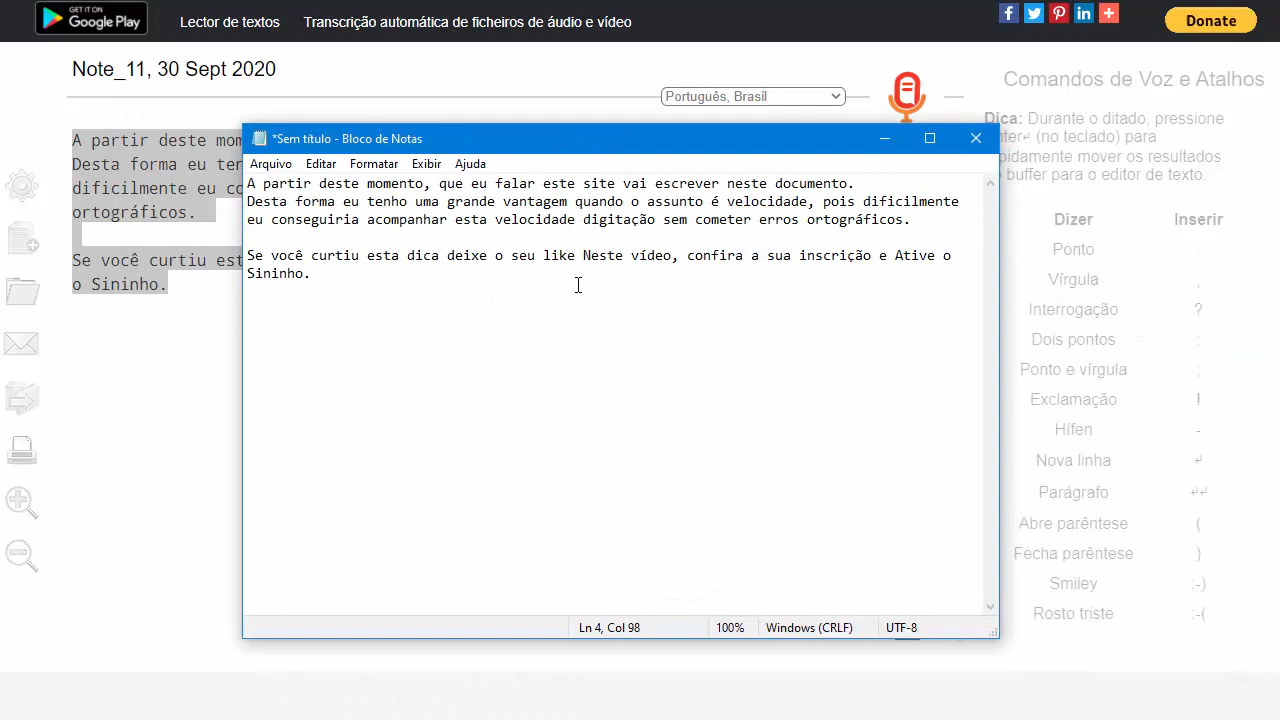 GET IT ON
Google Play
Lector de textos
Transcrição automática de ficheiros de áudio e vídeo
Donate
Note_11, 30 Sept 2020
Português, Brasil
Comandos de Voz e Atalhos
A partir deste mom
Desta forma eu ten
dificilmente eu co
ortográficos.
Se você curtiu est
o Sininho.
*Sem título - Bloco de Notas
Arquivo Editar Formatar Exibir Ajuda
A partir deste momento, que eu falar este site vai escrever neste documento.
Desta forma eu tenho uma grande vantagem quando o assunto é velocidade, pois dificilmente
eu conseguiria acompanhar esta velocidade digitação sem cometer erros ortográficos.
Se você curtiu esta dica deixe o seu like Neste vídeo, confira a sua inscrição e Ative o
Sininho.
Ln 4, Col 98
100%
Windows (CRLF)
UTF-8
Dica: Durante o ditado, pressione
nter↵ (no teclado) para
pidamente mover os resultados
buffer para o editor de texto.
Dizer Inserir
Ponto .
Vírgula ,
Interrogação ?
Dois pontos :
Ponto e vírgula ;
Exclamação !
Hífen -
Nova linha ↵
Parágrafo ↵↵
Abre parêntese (
Fecha parêntese )
Smiley :-)
Rosto triste :-(